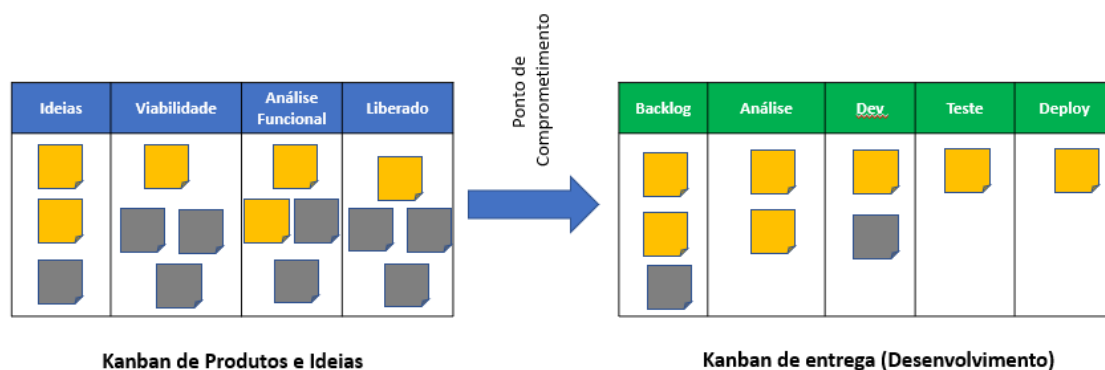 Ideias
Viabilidade
Análise
Funcional
Liberado
Ponto de
Comprometimento
Backlog
Análise
Dev
Teste
Deploy
Kanban de Produtos e Ideias
Kanban de entrega (Desenvolvimento)